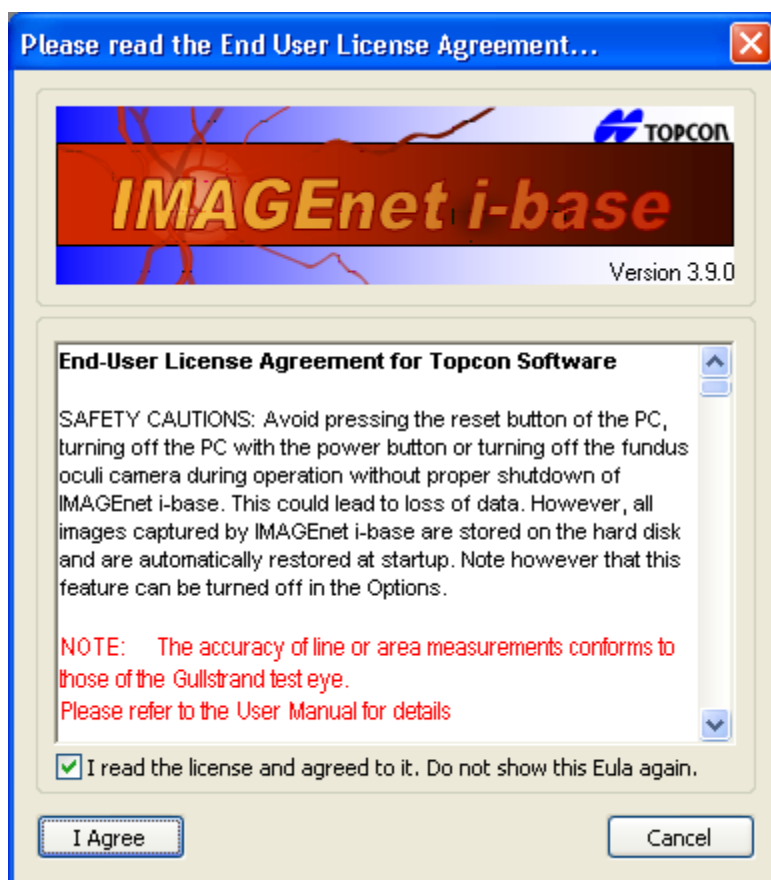 Please read the End User License Agreement...
TOPCON
IMAGEnet i-base
Version 3.9.0
End-User License Agreement for Topcon Software
SAFETY CAUTIONS: Avoid pressing the reset button of the PC,
turning off the PC with the power button or turning off the fundus
oculi camera during operation without proper shutdown of
IMAGEnet i-base. This could lead to loss of data. However, all
images captured by IMAGEnet i-base are stored on the hard disk
and are automatically restored at startup. Note however that this
feature can be turned off in the Options.
NOTE: The accuracy of line or area measurements conforms to
those of the Gullstrand test eye.
Please refer to the User Manual for details
I read the license and agreed to it. Do not show this Eula again.
I Agree
Cancel